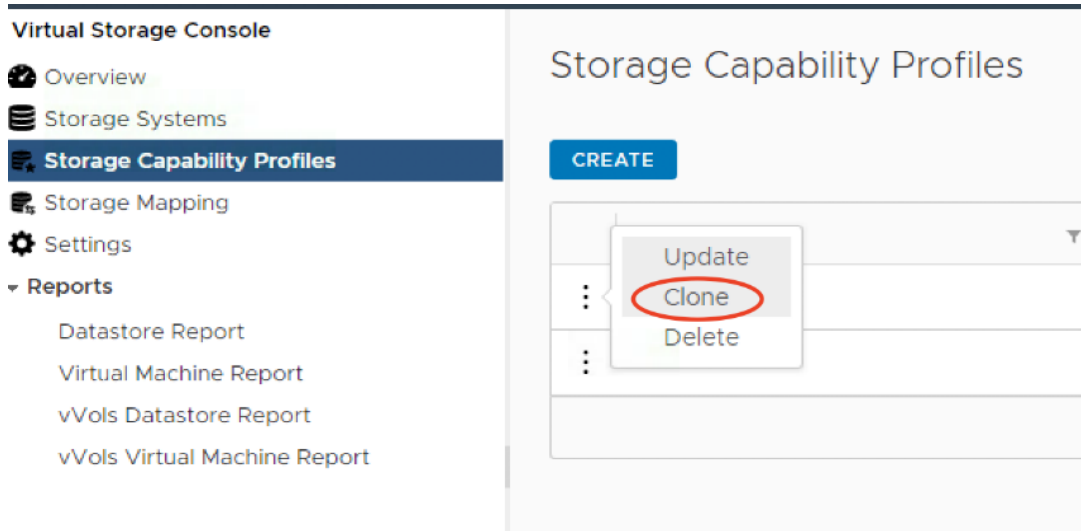 Virtual Storage Console
Overview
Storage Systems
Storage Capability Profiles
Storage Mapping
Settings
Reports
Datastore Report
Virtual Machine Report
vVols Datastore Report
vVols Virtual Machine Report
Storage Capability Profiles
CREATE
Update
Clone
Delete